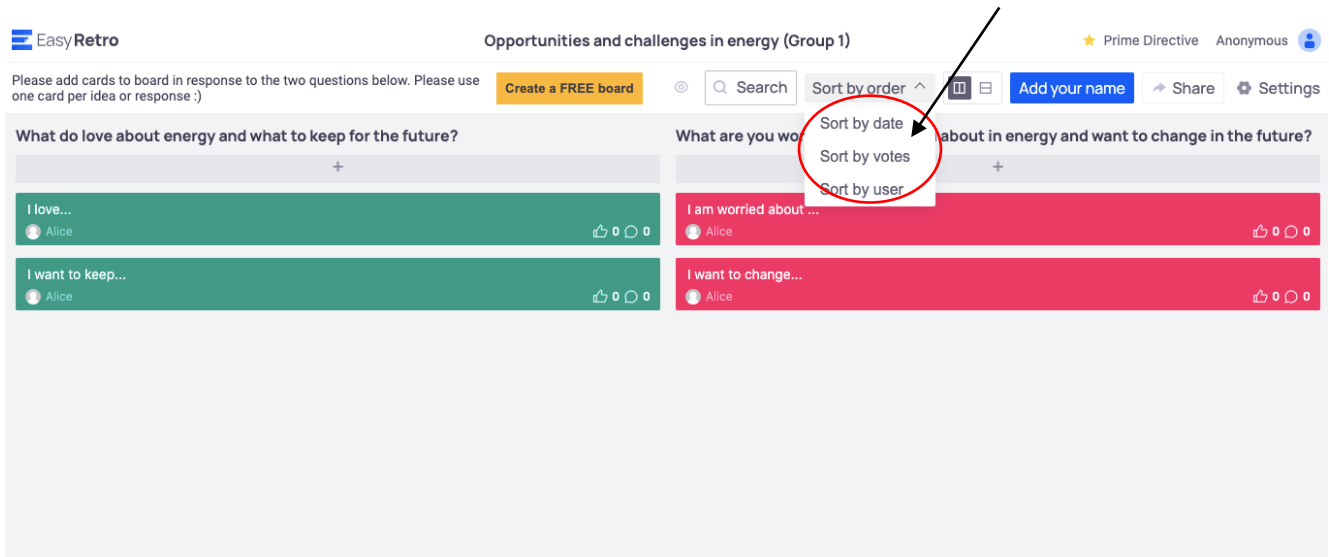 EasyRetro
Opportunities and challenges in energy (Group 1)
Prime Directive
Anonymous
Please add cards to board in response to the two questions below. Please use
one card per idea or response :)
Create a FREE board
Search
Sort by order
Add your name
Share
Settings
Sort by date
Sort by votes
Sort by user
What do love about energy and what to keep for the future?
+
I love...
Alice
0 0
I want to keep...
Alice
0 0
What are you wo about in energy and want to change in the future?
+
I am worried about ...
Alice
0 0
I want to change...
Alice
0 0